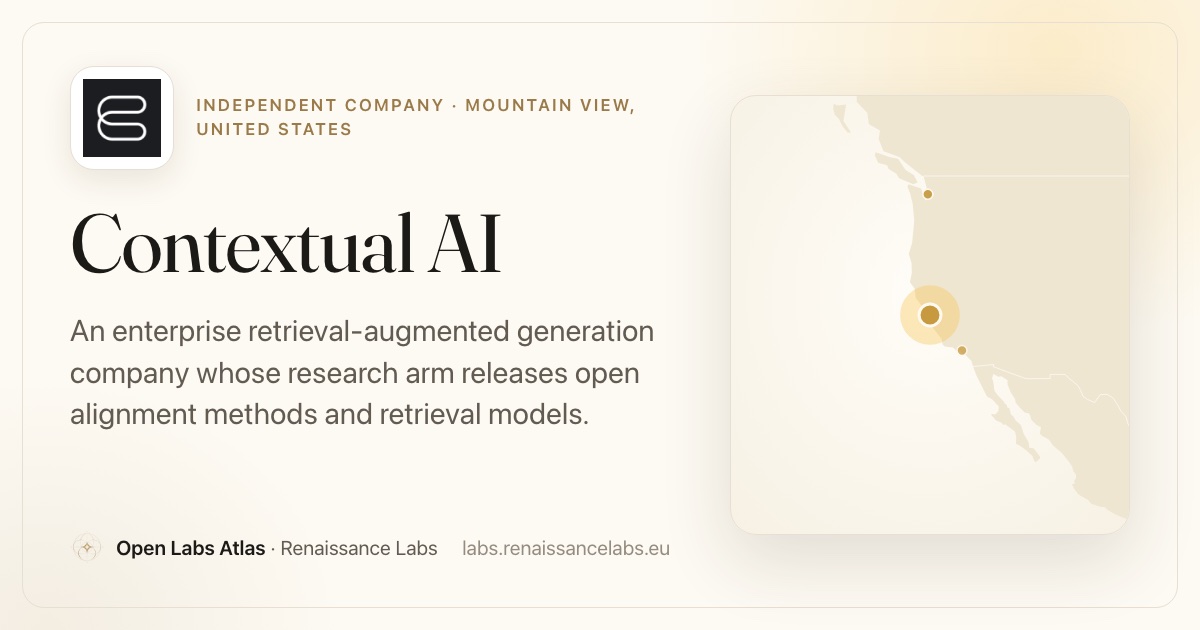 INDEPENDENT COMPANY · MOUNTAIN VIEW,
UNITED STATES
Contextual AI
An enterprise retrieval-augmented generation
company whose research arm releases open
alignment methods and retrieval models.
Open Labs Atlas · Renaissance Labs labs.renaissancelabs.eu